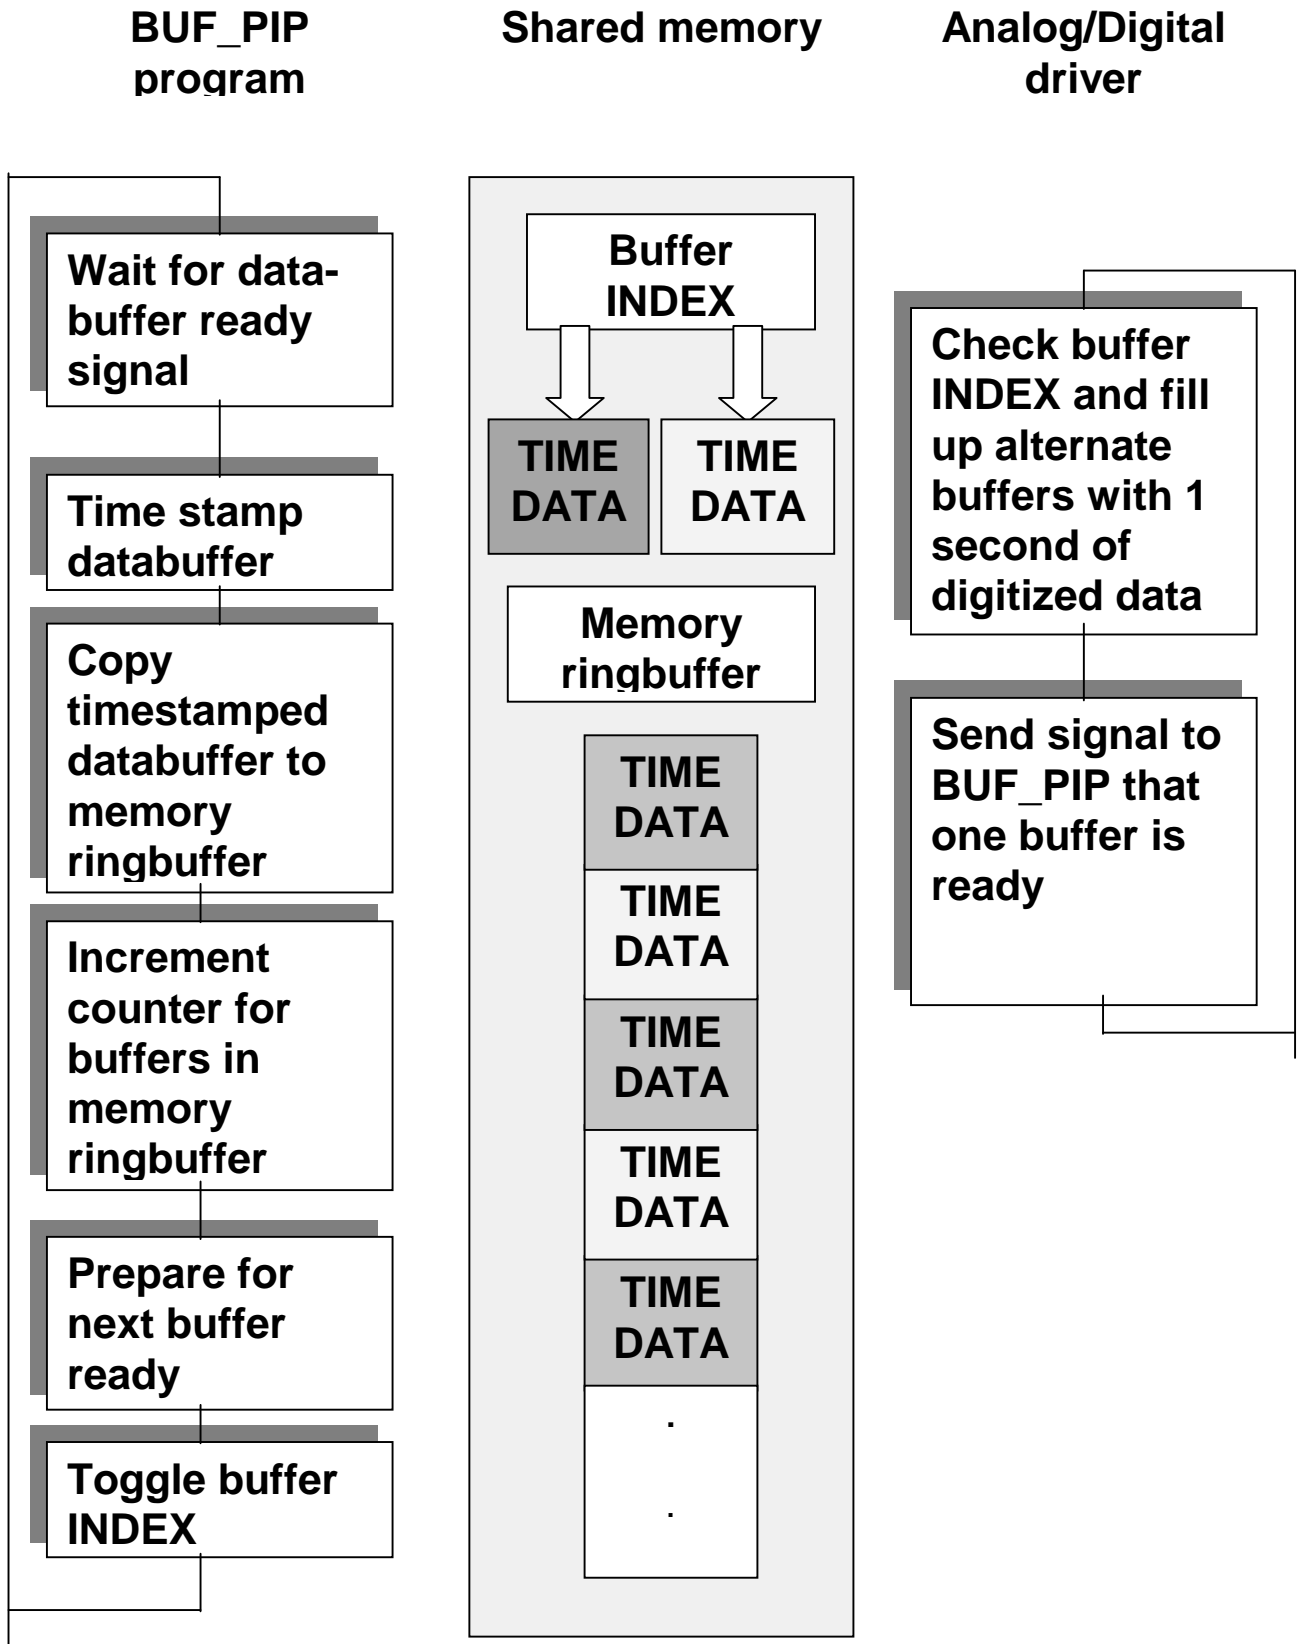 BUF_PIP
program
Shared memory
Analog/Digital
driver
Wait for data-
buffer ready
signal
Time stamp
databuffer
Copy
timestamped
databuffer to
memory
ringbuffer
Increment
counter for
buffers in
memory
ringbuffer
Prepare for
next buffer
ready
Toggle buffer
INDEX
Buffer
INDEX
TIME
DATA
TIME
DATA
Memory
ringbuffer
TIME
DATA
TIME
DATA
TIME
DATA
TIME
DATA
TIME
DATA
.
.
Check buffer
INDEX and fill
up alternate
buffers with 1
second of
digitized data
Send signal to
BUF_PIP that
one buffer is
ready